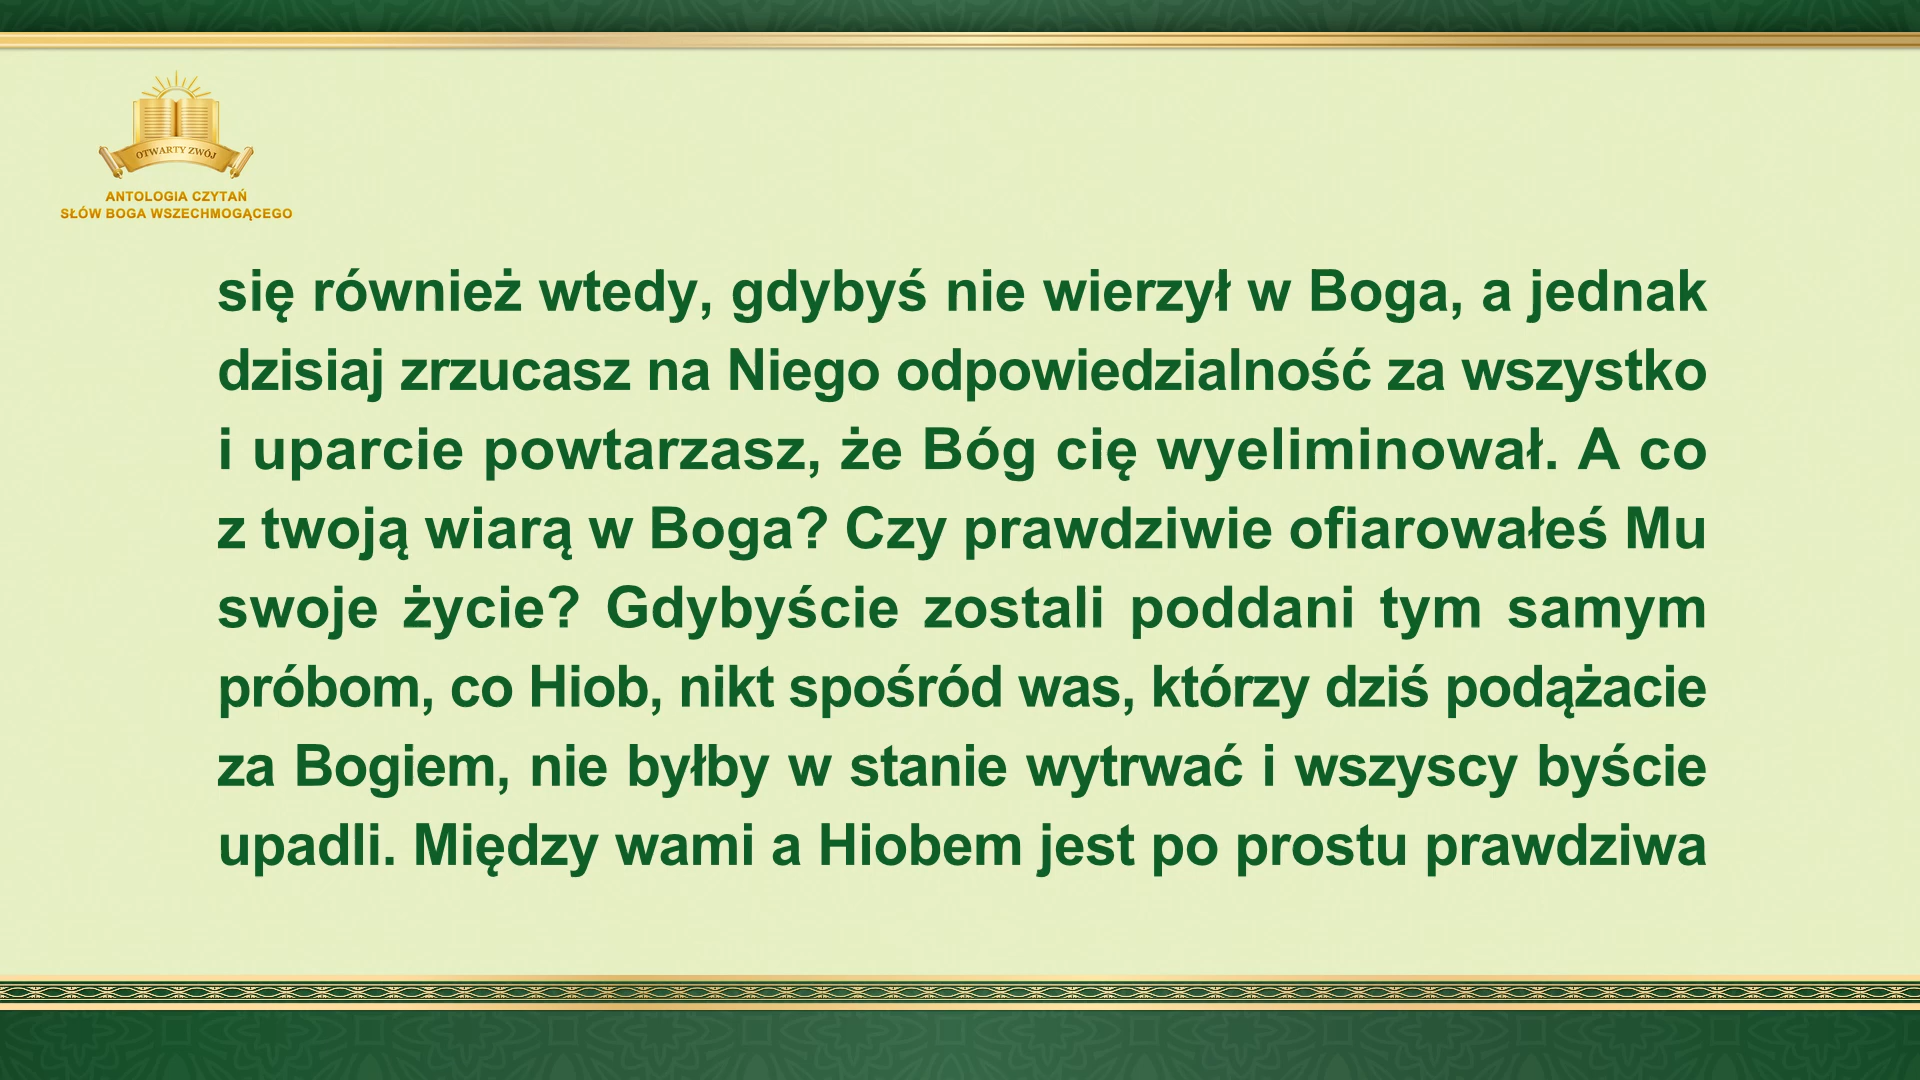 OTWARTY ZWÓJ
ANTOLOGIA CZYTAŃ
SŁÓW BOGA WSZECHMOGĄCEGO
się również wtedy, gdybyś nie wierzył w Boga, a jednak
dzisiaj zrzucasz na Niego odpowiedzialność za wszystko
i uparcie powtarzasz, że Bóg cię wyeliminował. A co
z twoją wiarą w Boga? Czy prawdziwie ofiarowałeś Mu
swoje życie? Gdybyście zostali poddani tym samym
próbom, co Hiob, nikt spośród was, którzy dziś podążacie
za Bogiem, nie byłby w stanie wytrwać i wszyscy byście
upadli. Między wami a Hiobem jest po prostu prawdziwa